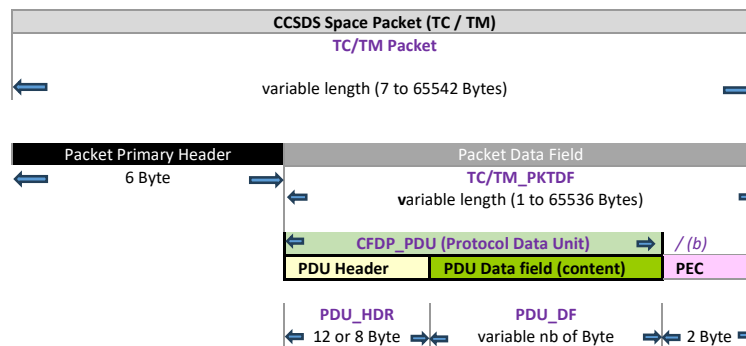 CCSDS Space Packet (TC / TM)
TC/TM Packet
variable length (7 to 65542 Bytes)
Packet Primary Header Packet Data Field
6 Byte TC/TM_PKTDF
variable length (1 to 65536 Bytes)
CFDP_PDU (Protocol Data Unit) / (b)
PDU Header PDU Data field (content) PEC
PDU_HDR PDU_DF
12 or 8 Byte variable nb of Byte 2 Byte